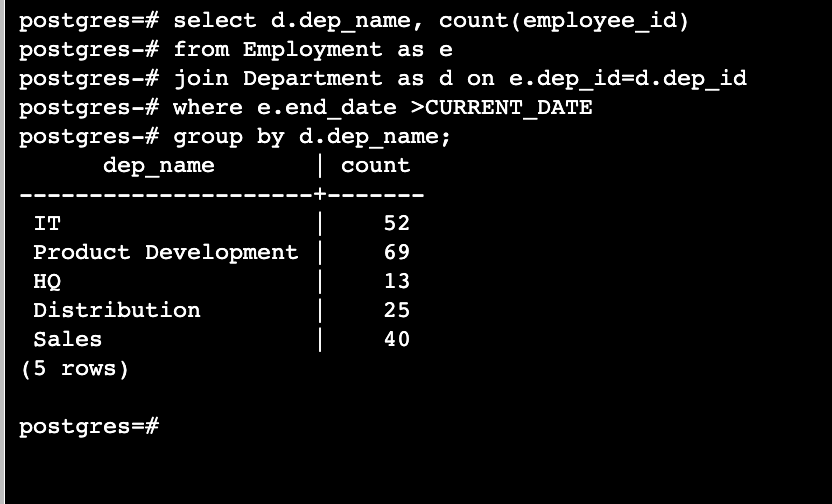 postgres=# select d.dep_name, count(employee_id)
postgres-# from Employment as e
postgres-# join Department as d on e.dep_id=d.dep_id
postgres-# where e.end_date >CURRENT_DATE
postgres-# group by d.dep_name;
      dep_name       | count
---------------------+-------
 IT                  |    52
 Product Development |    69
 HQ                  |    13
 Distribution        |    25
 Sales               |    40
(5 rows)

postgres=#